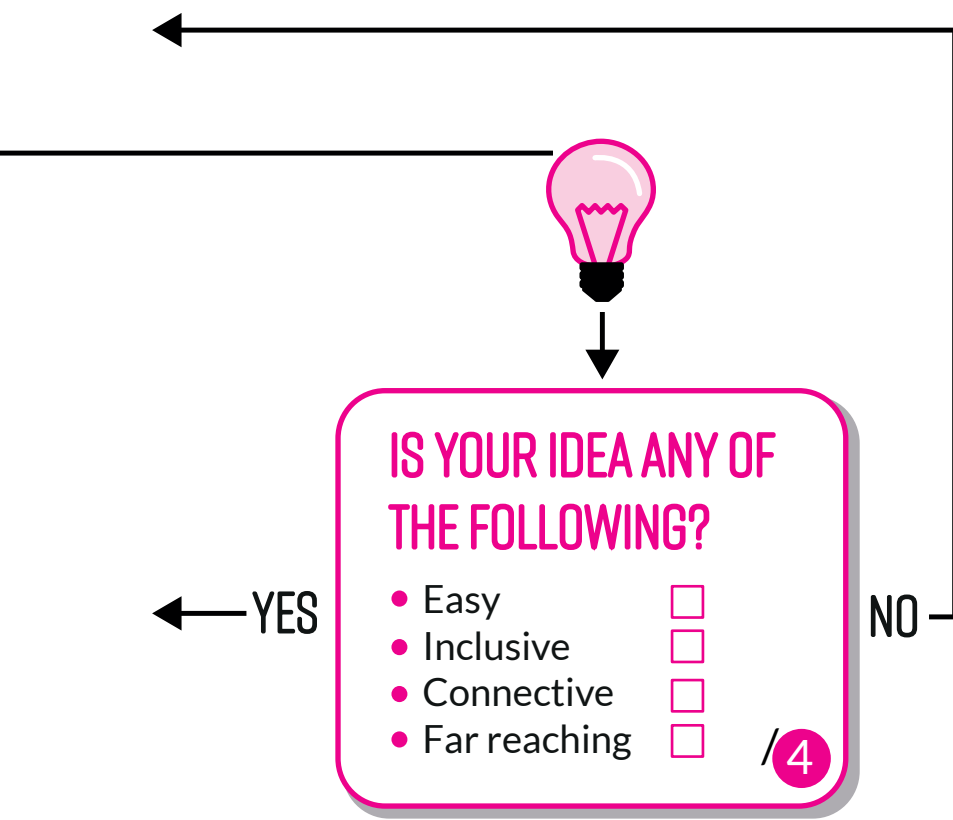 IS YOUR IDEA ANY OF
THE FOLLOWING?
YES
• Easy
• Inclusive
• Connective
• Far reaching
/4
NO